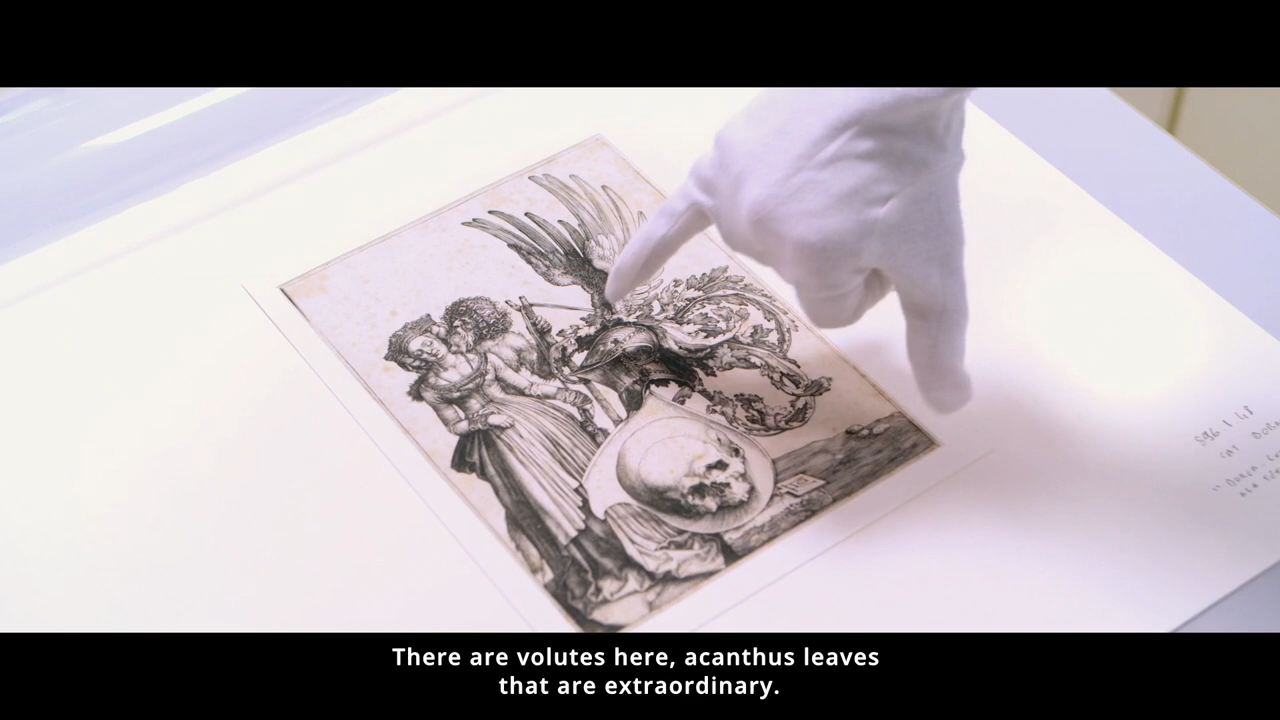 There are volutes here, acanthus leaves
that are extraordinary.